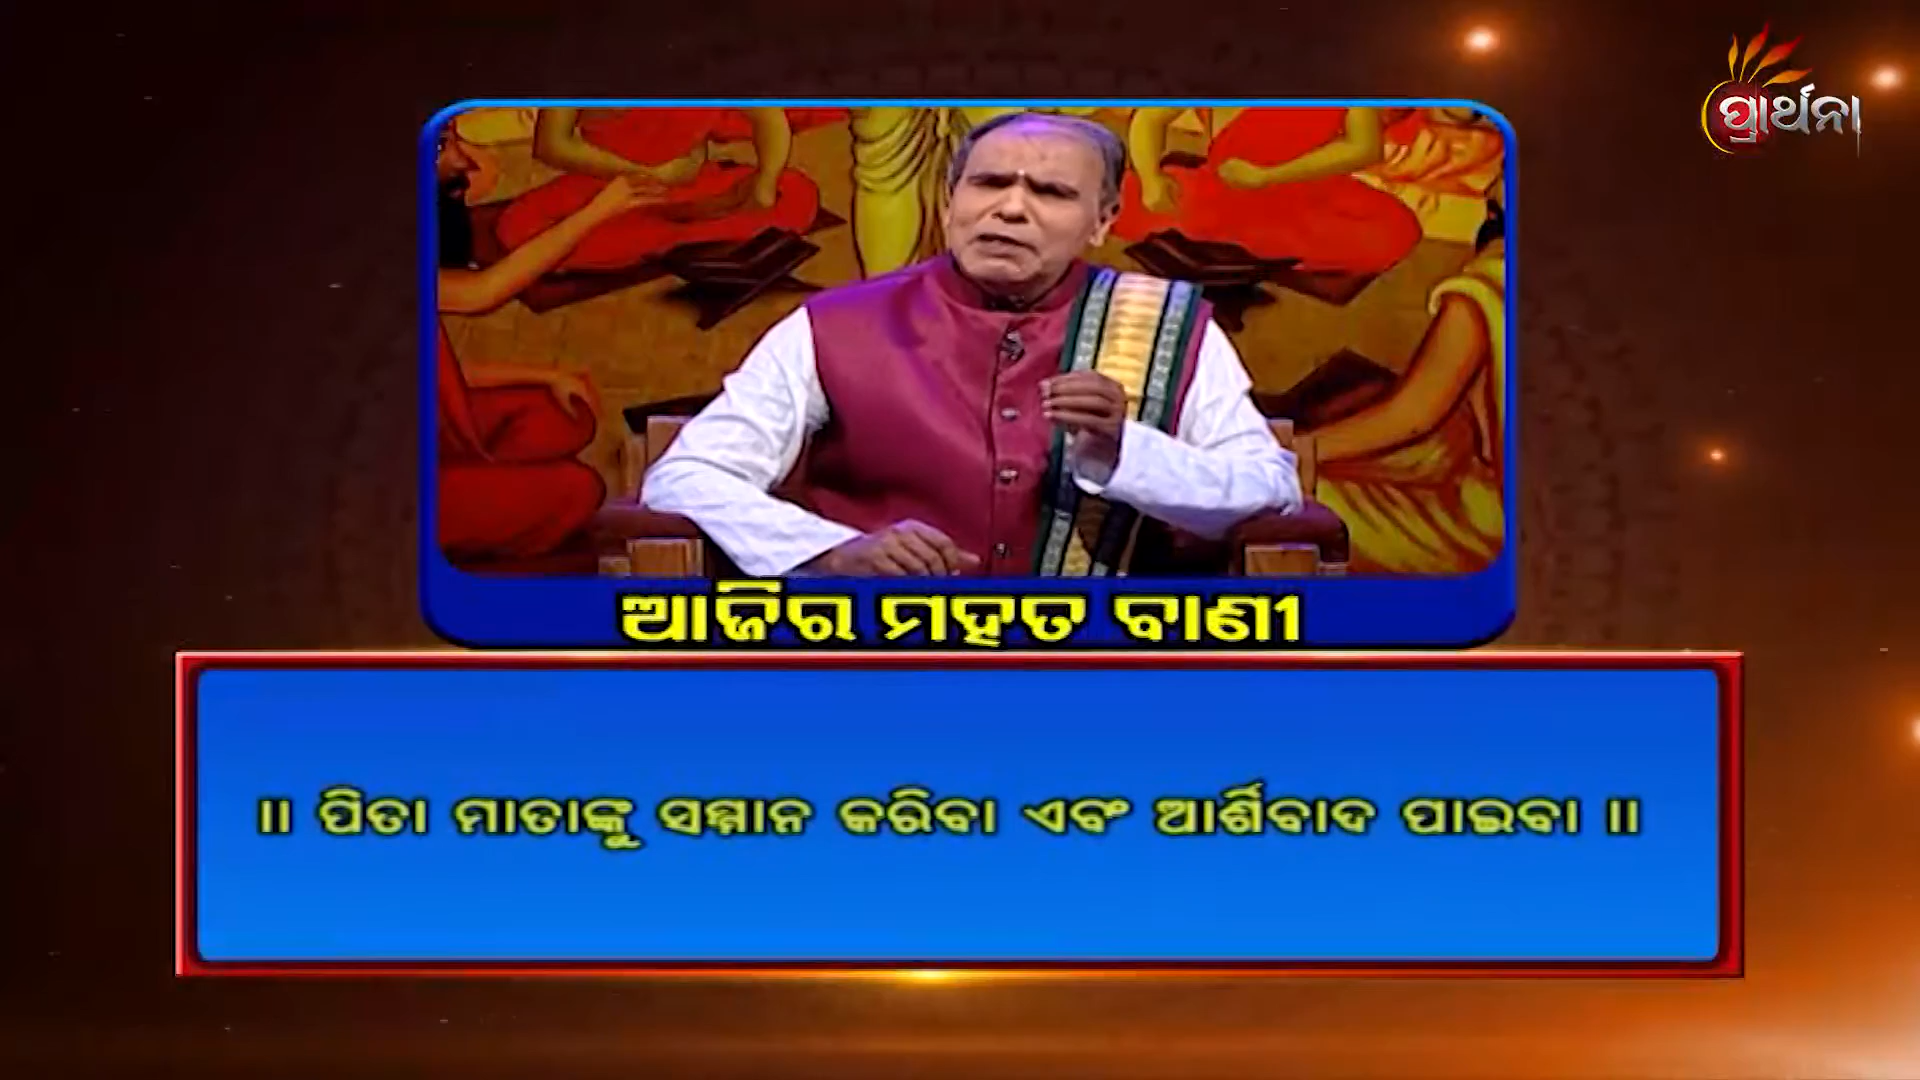 ପ୍ରାର୍ଥନା
ଆଜିର ମହତ ବାଣୀ
॥ ପିତା ମାତାଙ୍କୁ ସମ୍ମାନ କରିବା ଏବଂ ଆର୍ଶିବାଦ ପାଇବା ॥